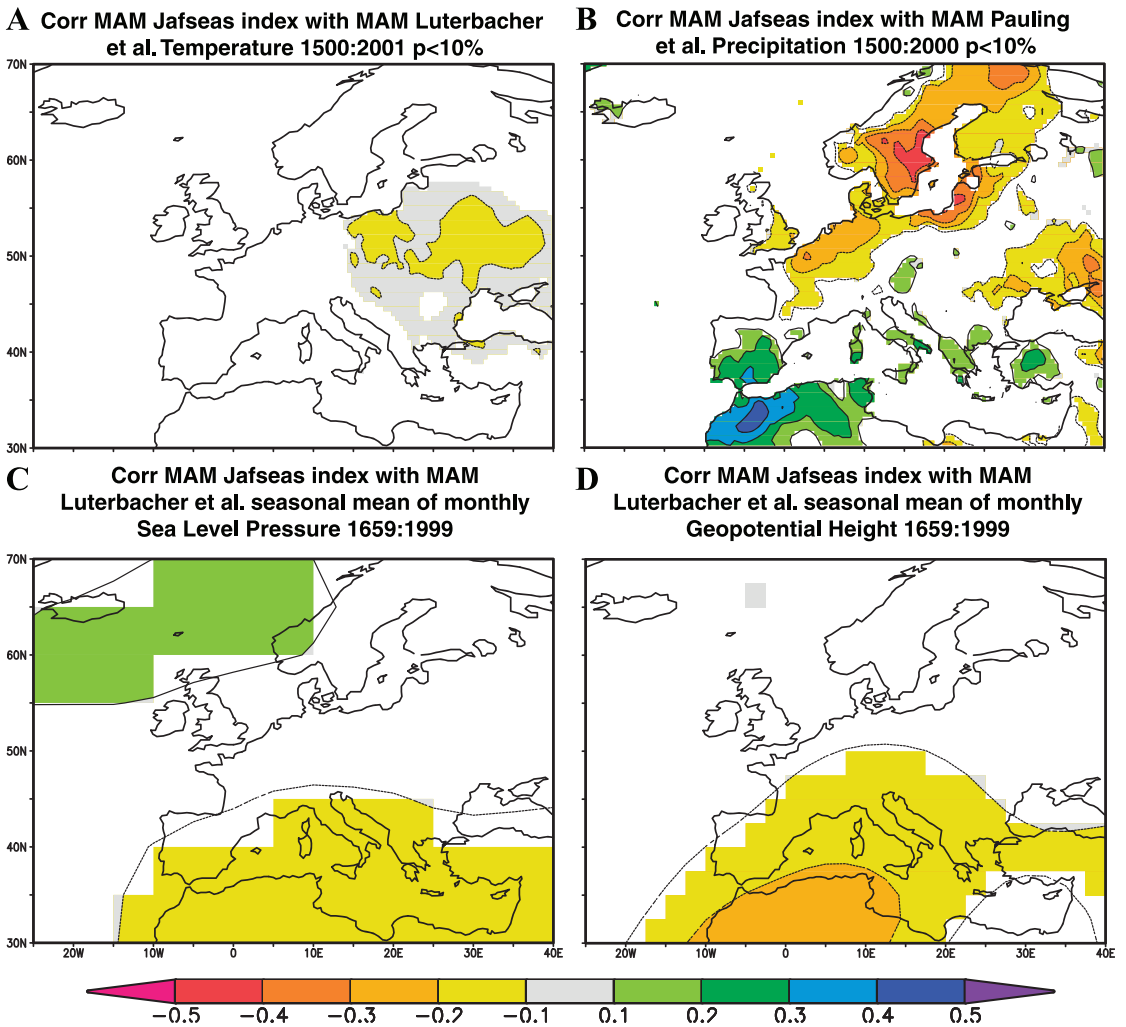 A Corr MAM Jafseas index with MAM Luterbacher
et al. Temperature 1500:2001 p<10%
B Corr MAM Jafseas index with MAM Pauling
et al. Precipitation 1500:2000 p<10%
70N
60N
50N
40N
30N
C Corr MAM Jafseas index with MAM
Luterbacher et al. seasonal mean of monthly
Sea Level Pressure 1659:1999
D Corr MAM Jafseas index with MAM
Luterbacher et al. seasonal mean of monthly
Geopotential Height 1659:1999
70N
60N
50N
40N
30N
20W 10W 0 10E 20E 30E 40E
20W 10W 0 10E 20E 30E 40E
−0.5 −0.4 −0.3 −0.2 −0.1 0.1 0.2 0.3 0.4 0.5